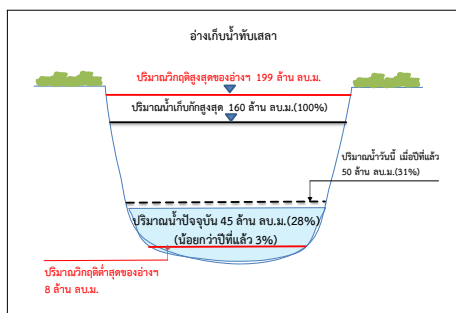 อ่างเก็บน้ำทับเสลา
ปริมาณวิกฤติสูงสุดของอ่างฯ 199 ล้าน ลบ.ม.
ปริมาณน้ำเก็บกักสูงสุด 160 ล้าน ลบ.ม.(100%)
ปริมาณน้ำวันนี้ เมื่อปีที่แล้ว
50 ล้าน ลบ.ม.(31%)
ปริมาณน้ำปัจจุบัน 45 ล้าน ลบ.ม.(28%)
(น้อยกว่าปีที่แล้ว 3%)
ปริมาณวิกฤติต่ำสุดของอ่างฯ
8 ล้าน ลบ.ม.